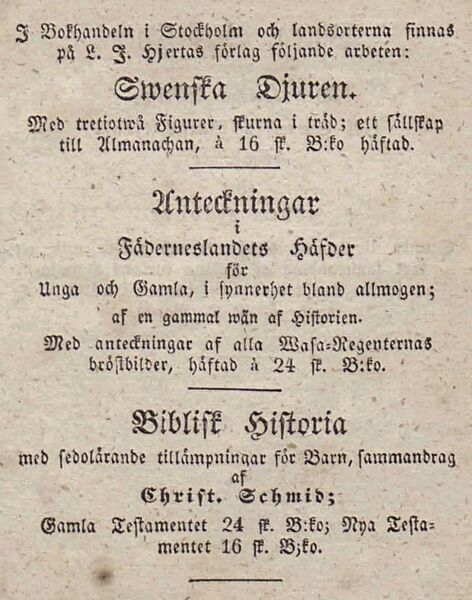 I Bokhandeln i Stockholm och landsorterna finnas
på L. J. Hjertas förlag följande arbeten:
Swenska Djuren.
Med tretiotwå Figurer, skurna i träd; ett sällskap
till Almanachan, à 16 sk. B:ko häftad.
Anteckningar
i
Fäderneslandets Häfder
för
Unga och Gamla, i synnerhet bland allmogen;
af en gammal wän af Historien.
Med anteckningar af alla Wasa-Regenternas
bröstbilder, häftad à 24 sk. B:ko.
Biblisk Historia
med sedolärande tillämpningar för Barn, sammandrag
af
Christ. Schmid;
Gamla Testamentet 24 sk. B:ko; Nya Testa-
mentet 16 sk. B;ko.